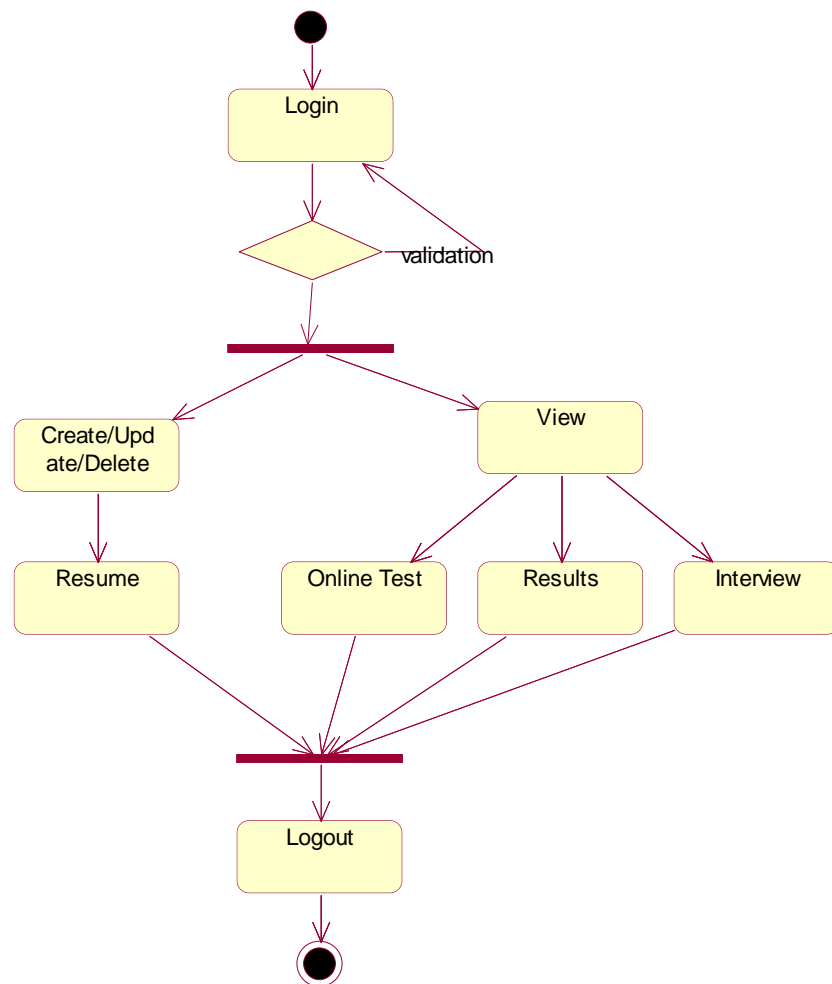 Login
validation
Create/Upd
ate/Delete
View
Resume
Online Test
Results
Interview
Logout